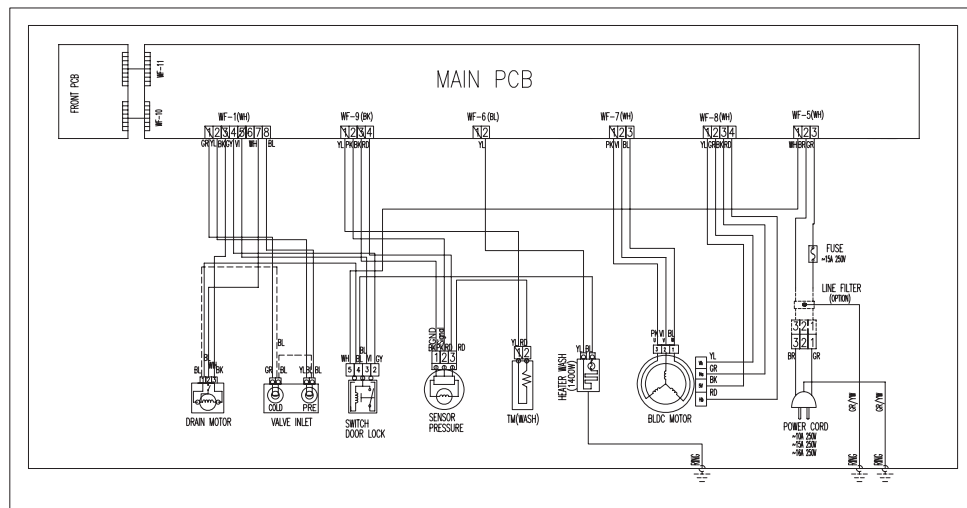 MAIN PCB
FRONT PCB
WF-11
WF-10
WF-1(WH)
WF-9(BK)
WF-6(BL)
WF-7(WH)
WF-8(WH)
WF-5(WH)
1 2 3 4 5 6 7 8
1 2 3 4
1 2
1 2 3
1 2 3 4
1 2 3
GR YL BK GY VI WH BL
YL PK BK RD
YL
PK VI BL
YL GR BK RD
WH BR GR
FUSE
~15A 250V
LINE FILTER
(OPTION)
3 2 1
3 2 1
BR
GR
BL
WH
BL
BK
DRAIN MOTOR
BL
GR
BL
YL BL BL
COLD
PRE
VALVE INLET
WH
BL
BL
VI
GY
5 4 3 2
SWITCH
DOOR LOCK
GND
Signal
BK PK RD
RD
1 2 3
SENSOR
PRESSURE
YL RD
1 2
TM(WASH)
YL BL
HEATER WASH
(1400W)
PK VI BL
U V W
3 2 1
YL
GR
BK
RD
BLDC MOTOR
POWER CORD
~10A 250V
~15A 250V
~16A 250V
GR/YW
GR/YW
RING
RING
RING